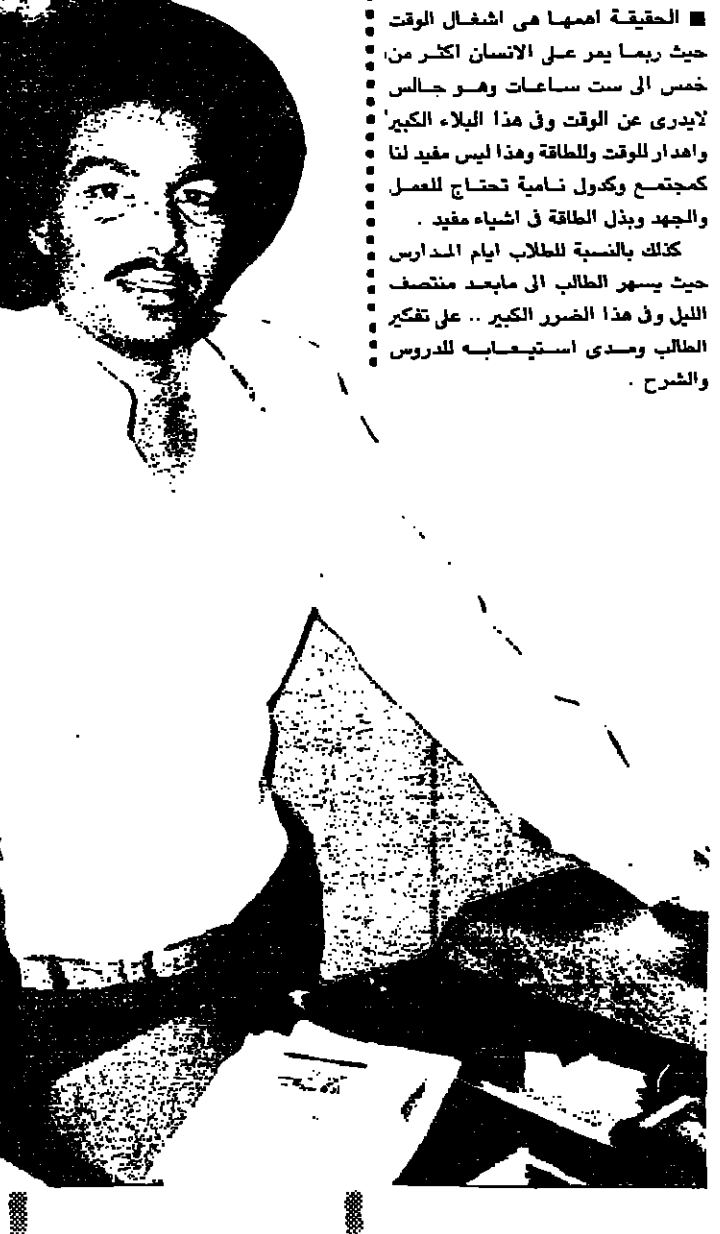 ■ الحقيقة اهمها هى اشغال الوقت
حيث ربما يمر على الانسان اكثر من
خمس الى ست ساعات وهو جالس
لايدرى عن الوقت وفى هذا البلاء الكبير
واهدار للوقت وللطاقة وهذا ليس مفيد لنا
كمجتمع وكدول نامية تحتاج للعمل
والجهد وبذل الطاقة فى اشياء مفيد .
كذلك بالنسبة للطلاب ايام المدارس
حيث يسهر الطالب الى مابعد منتصف
الليل وفى هذا الضرر الكبير .. على تفكير
الطالب ومدى استيعابه للدروس
والشرح .